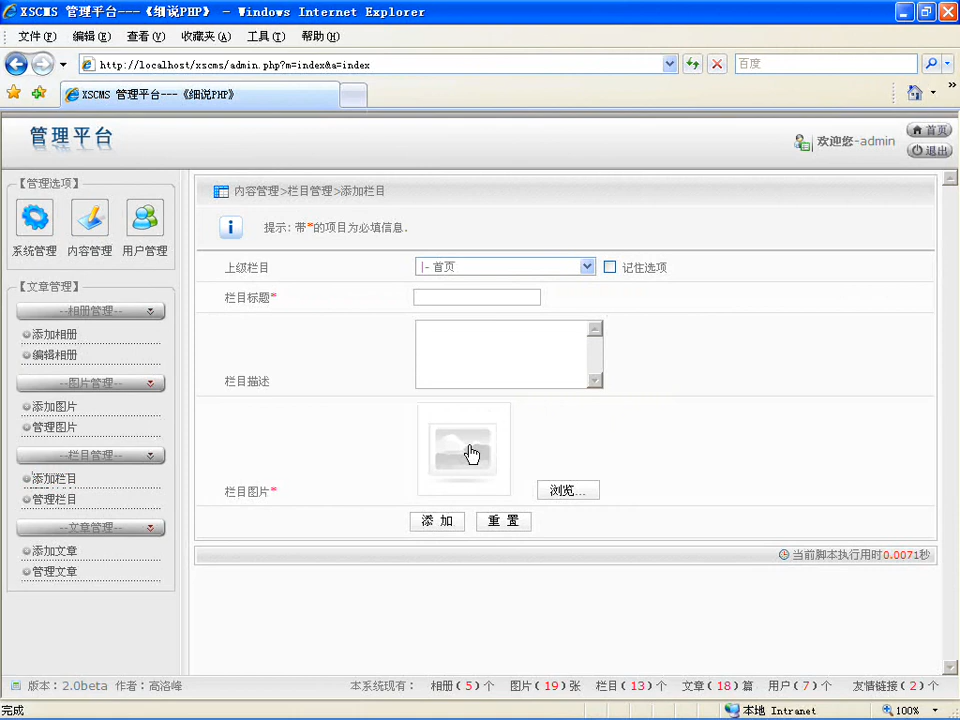 XSCMS 管理平台---《细说PHP》 - Windows Internet Explorer
文件(F) 编辑(E) 查看(V) 收藏夹(A) 工具(T) 帮助(H)
http://localhost/xscms/admin.php?m=index&a=index
百度
XSCMS 管理平台---《细说PHP》
管理平台
欢迎您-admin
首页
退出
【管理选项】
系统管理 内容管理 用户管理
【文章管理】
--相册管理--
添加相册
编辑相册
--图片管理--
添加图片
管理图片
--栏目管理--
添加栏目
管理栏目
--文章管理--
添加文章
管理文章
内容管理>栏目管理>添加栏目
提示: 带*的项目为必填信息.
上级栏目 |- 首页 记住选项
栏目标题*
栏目描述
栏目图片* 浏览...
添 加 重 置
当前脚本执行用时0.0071秒
版本: 2.0beta 作者: 高洛峰 本系统现有: 相册(5)个 图片(19)张 栏目(13)个 文章(18)篇 用户(7)个 友情链接(2)个
完成 本地 Intranet 100%